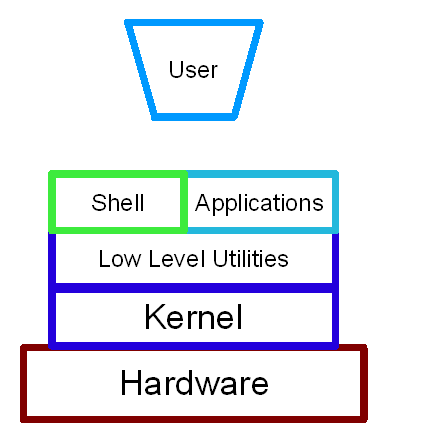 User
Shell Applications
Low Level Utilities
Kernel
Hardware